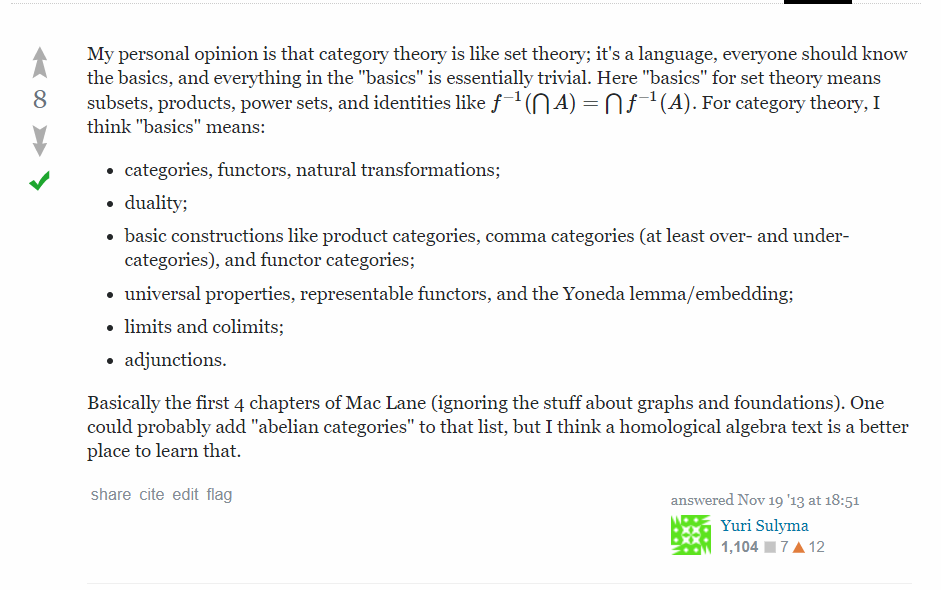 My personal opinion is that category theory is like set theory; it's a language, everyone should know
the basics, and everything in the "basics" is essentially trivial. Here "basics" for set theory means
8
subsets, products, power sets, and identities like f⁻¹(⋂ A) = ⋂ f⁻¹(A). For category theory, I
think "basics" means:
• categories, functors, natural transformations;
• duality;
• basic constructions like product categories, comma categories (at least over- and under-
categories), and functor categories;
• universal properties, representable functors, and the Yoneda lemma/embedding;
• limits and colimits;
• adjunctions.
Basically the first 4 chapters of Mac Lane (ignoring the stuff about graphs and foundations). One
could probably add "abelian categories" to that list, but I think a homological algebra text is a better
place to learn that.
share cite edit flag
answered Nov 19 '13 at 18:51
Yuri Sulyma
1,104 7 12